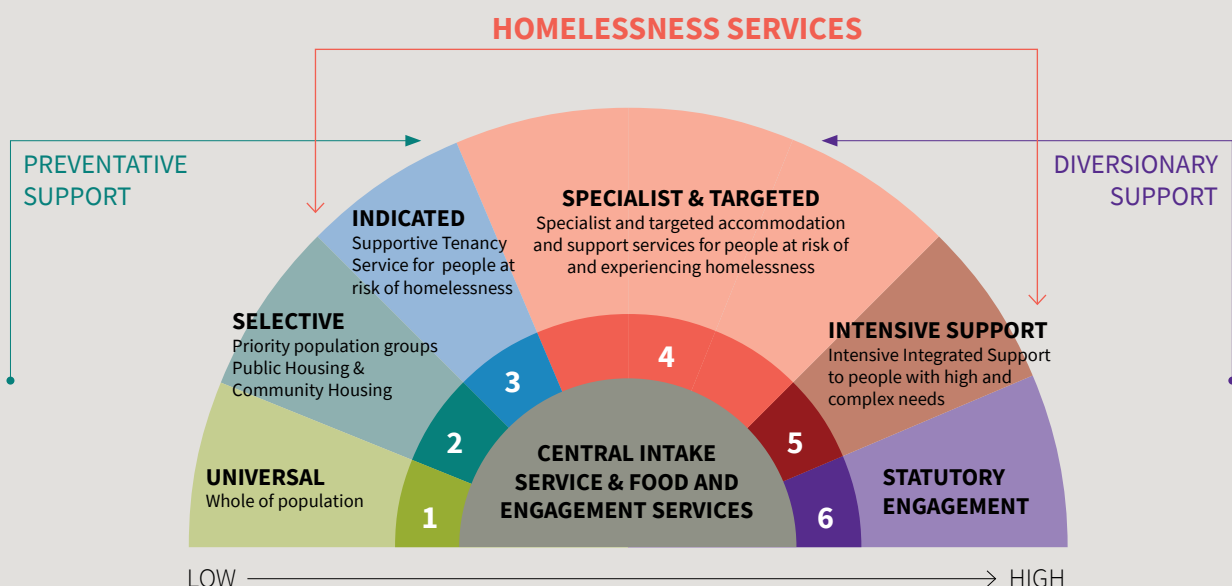 HOMELESSNESS SERVICES
PREVENTATIVE
SUPPORT
DIVERSIONARY
SUPPORT
UNIVERSAL
Whole of population
1
SELECTIVE
Priority population groups
Public Housing &
Community Housing
2
INDICATED
Supportive Tenancy
Service for people at
risk of homelessness
3
SPECIALIST & TARGETED
Specialist and targeted accommodation
and support services for people at risk of
and experiencing homelessness
4
INTENSIVE SUPPORT
Intensive Integrated Support
to people with high and
complex needs
5
STATUTORY
ENGAGEMENT
6
CENTRAL INTAKE
SERVICE & FOOD AND
ENGAGEMENT SERVICES
LOW
HIGH